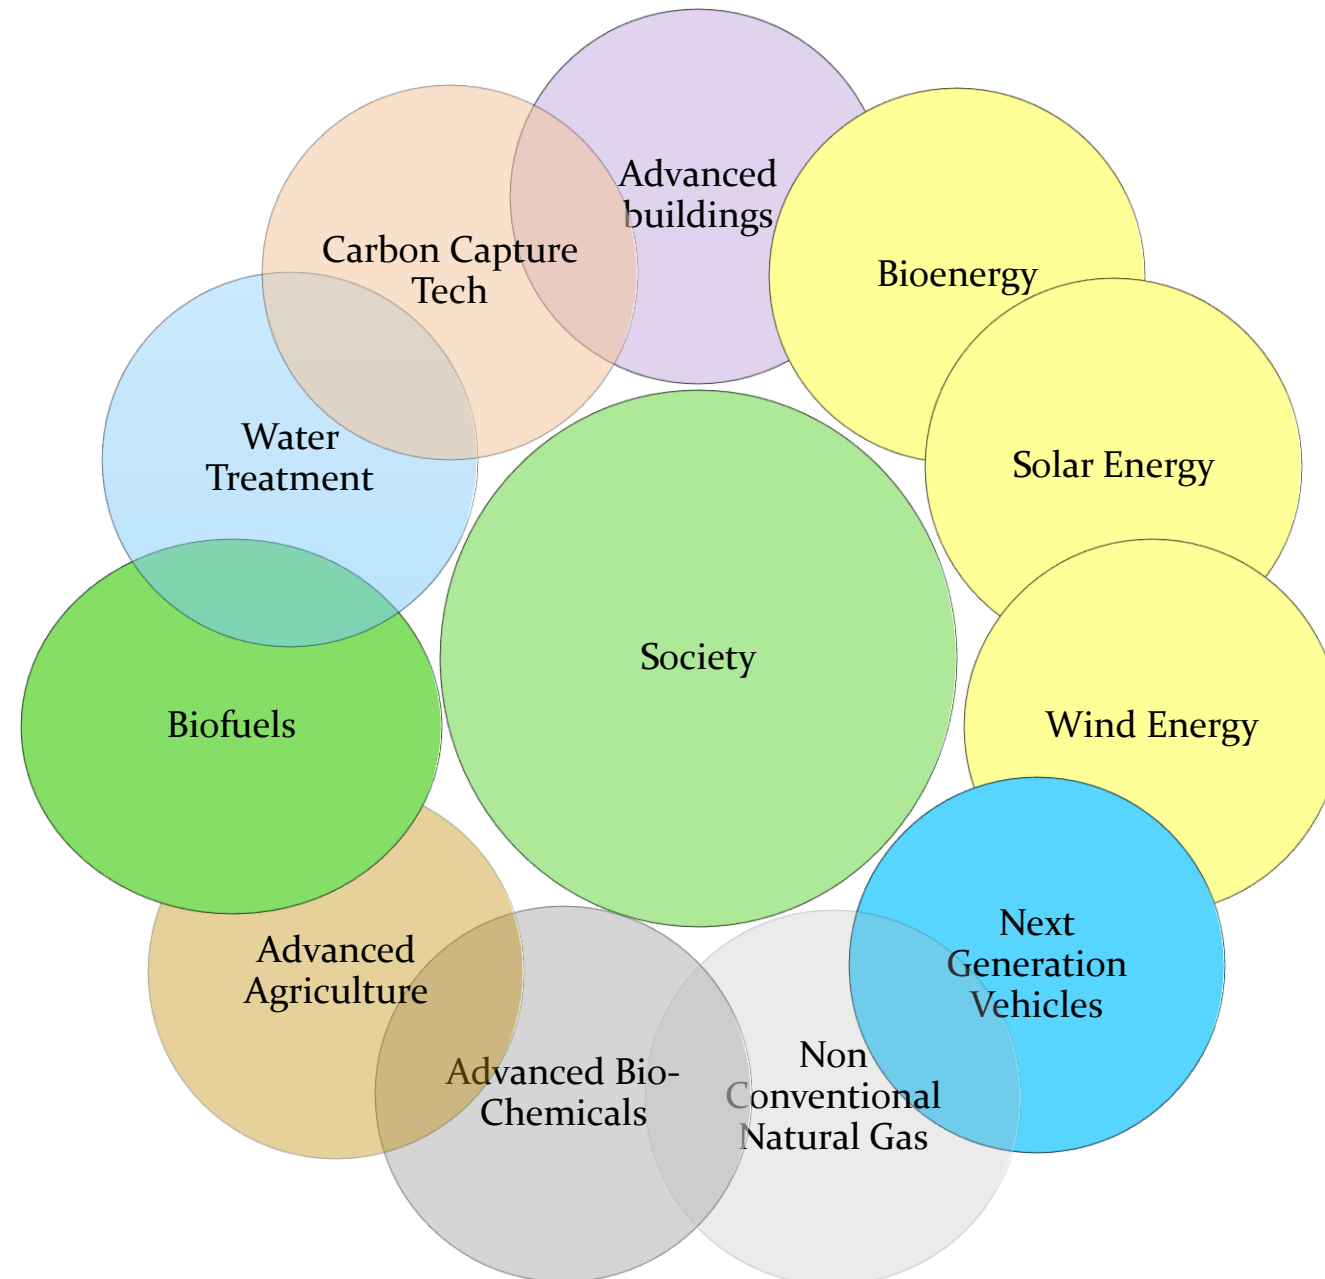 Advanced
buildings
Carbon Capture
Tech
Bioenergy
Water
Treatment
Solar Energy
Society
Biofuels
Wind Energy
Advanced
Agriculture
Next
Generation
Vehicles
Advanced Bio-
Chemicals
Non
Conventional
Natural Gas